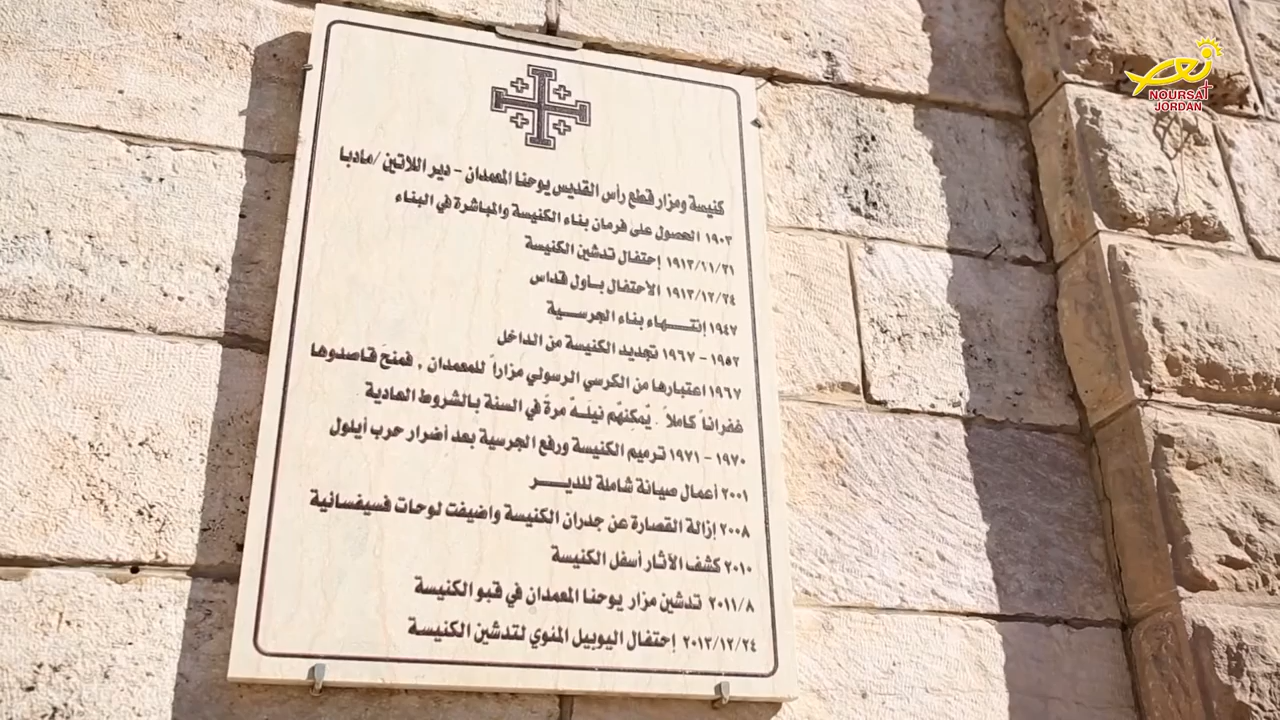 كنيسة ومزار قطع رأس القديس يوحنا المعمدان - دير اللاتين /مادبا
١٩٠٣ الحصول على فرمان بناء الكنيسة والمباشرة في البناء
١٩١٣/١١/٢١ إحتفال تدشين الكنيسة
١٩١٣/١٢/٢٤ الأحتفال باول قداس
١٩٤٧ إنتهاء بناء الجرسية
١٩٥٢ - ١٩٦٧ تجديد الكنيسة من الداخل
١٩٦٧ اعتبارها من الكرسي الرسولي مزاراً للمعمدان , فمنح قاصدوها
غفراناً كاملاً . يمكنهم نيله مرة في السنة بالشروط العادية
١٩٧٠ - ١٩٧١ ترميم الكنيسة ورفع الجرسية بعد أضرار حرب أيلول
٢٠٠١ أعمال صيانة شاملة للدير
٢٠٠٨ إزالة القصارة عن جدران الكنيسة واضيفت لوحات فسيفسائية
٢٠١٠ كشف الآثار أسفل الكنيسة
٢٠١١/٨ تدشين مزار يوحنا المعمدان في قبو الكنيسة
٢٠١٣/١٢/٢٤ إحتفال اليوبيل المئوي لتدشين الكنيسة
NOURSAT
JORDAN